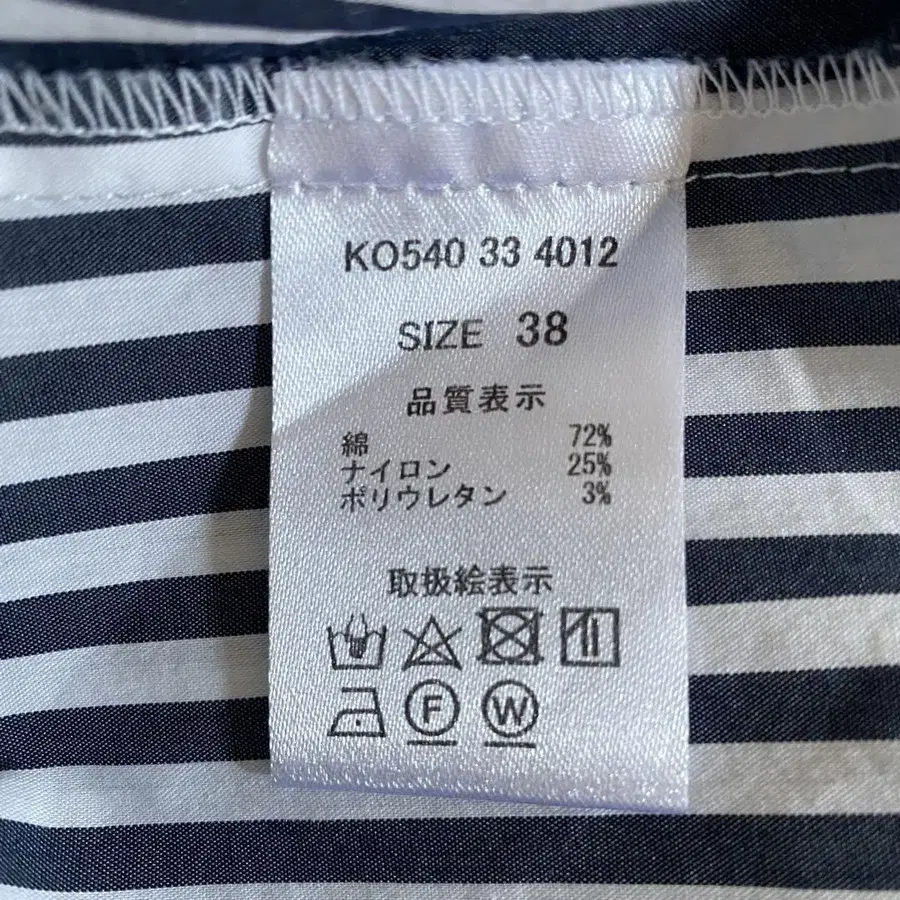 KO540 33 4012
SIZE 38
品質表示
綿 72%
ナイロン 25%
ポリウレタン 3%
取扱絵表示
F W